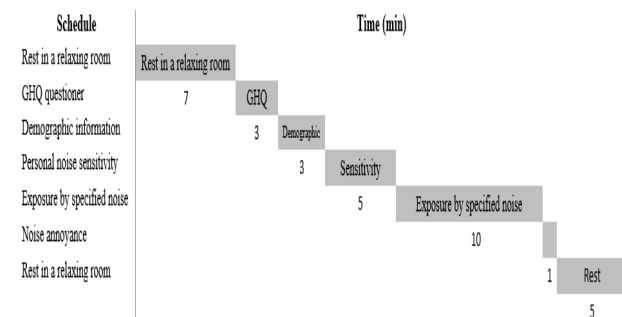 Schedule Time (min)
Rest in a relaxing room Rest in a relaxing room
GHQ questioner 7 GHQ
Demographic information 3 Demographic
Personal noise sensitivity 3 Sensitivity
Exposure by specified noise 5 Exposure by specified noise
Noise annoyance 10
Rest in a relaxing room 1 Rest
5